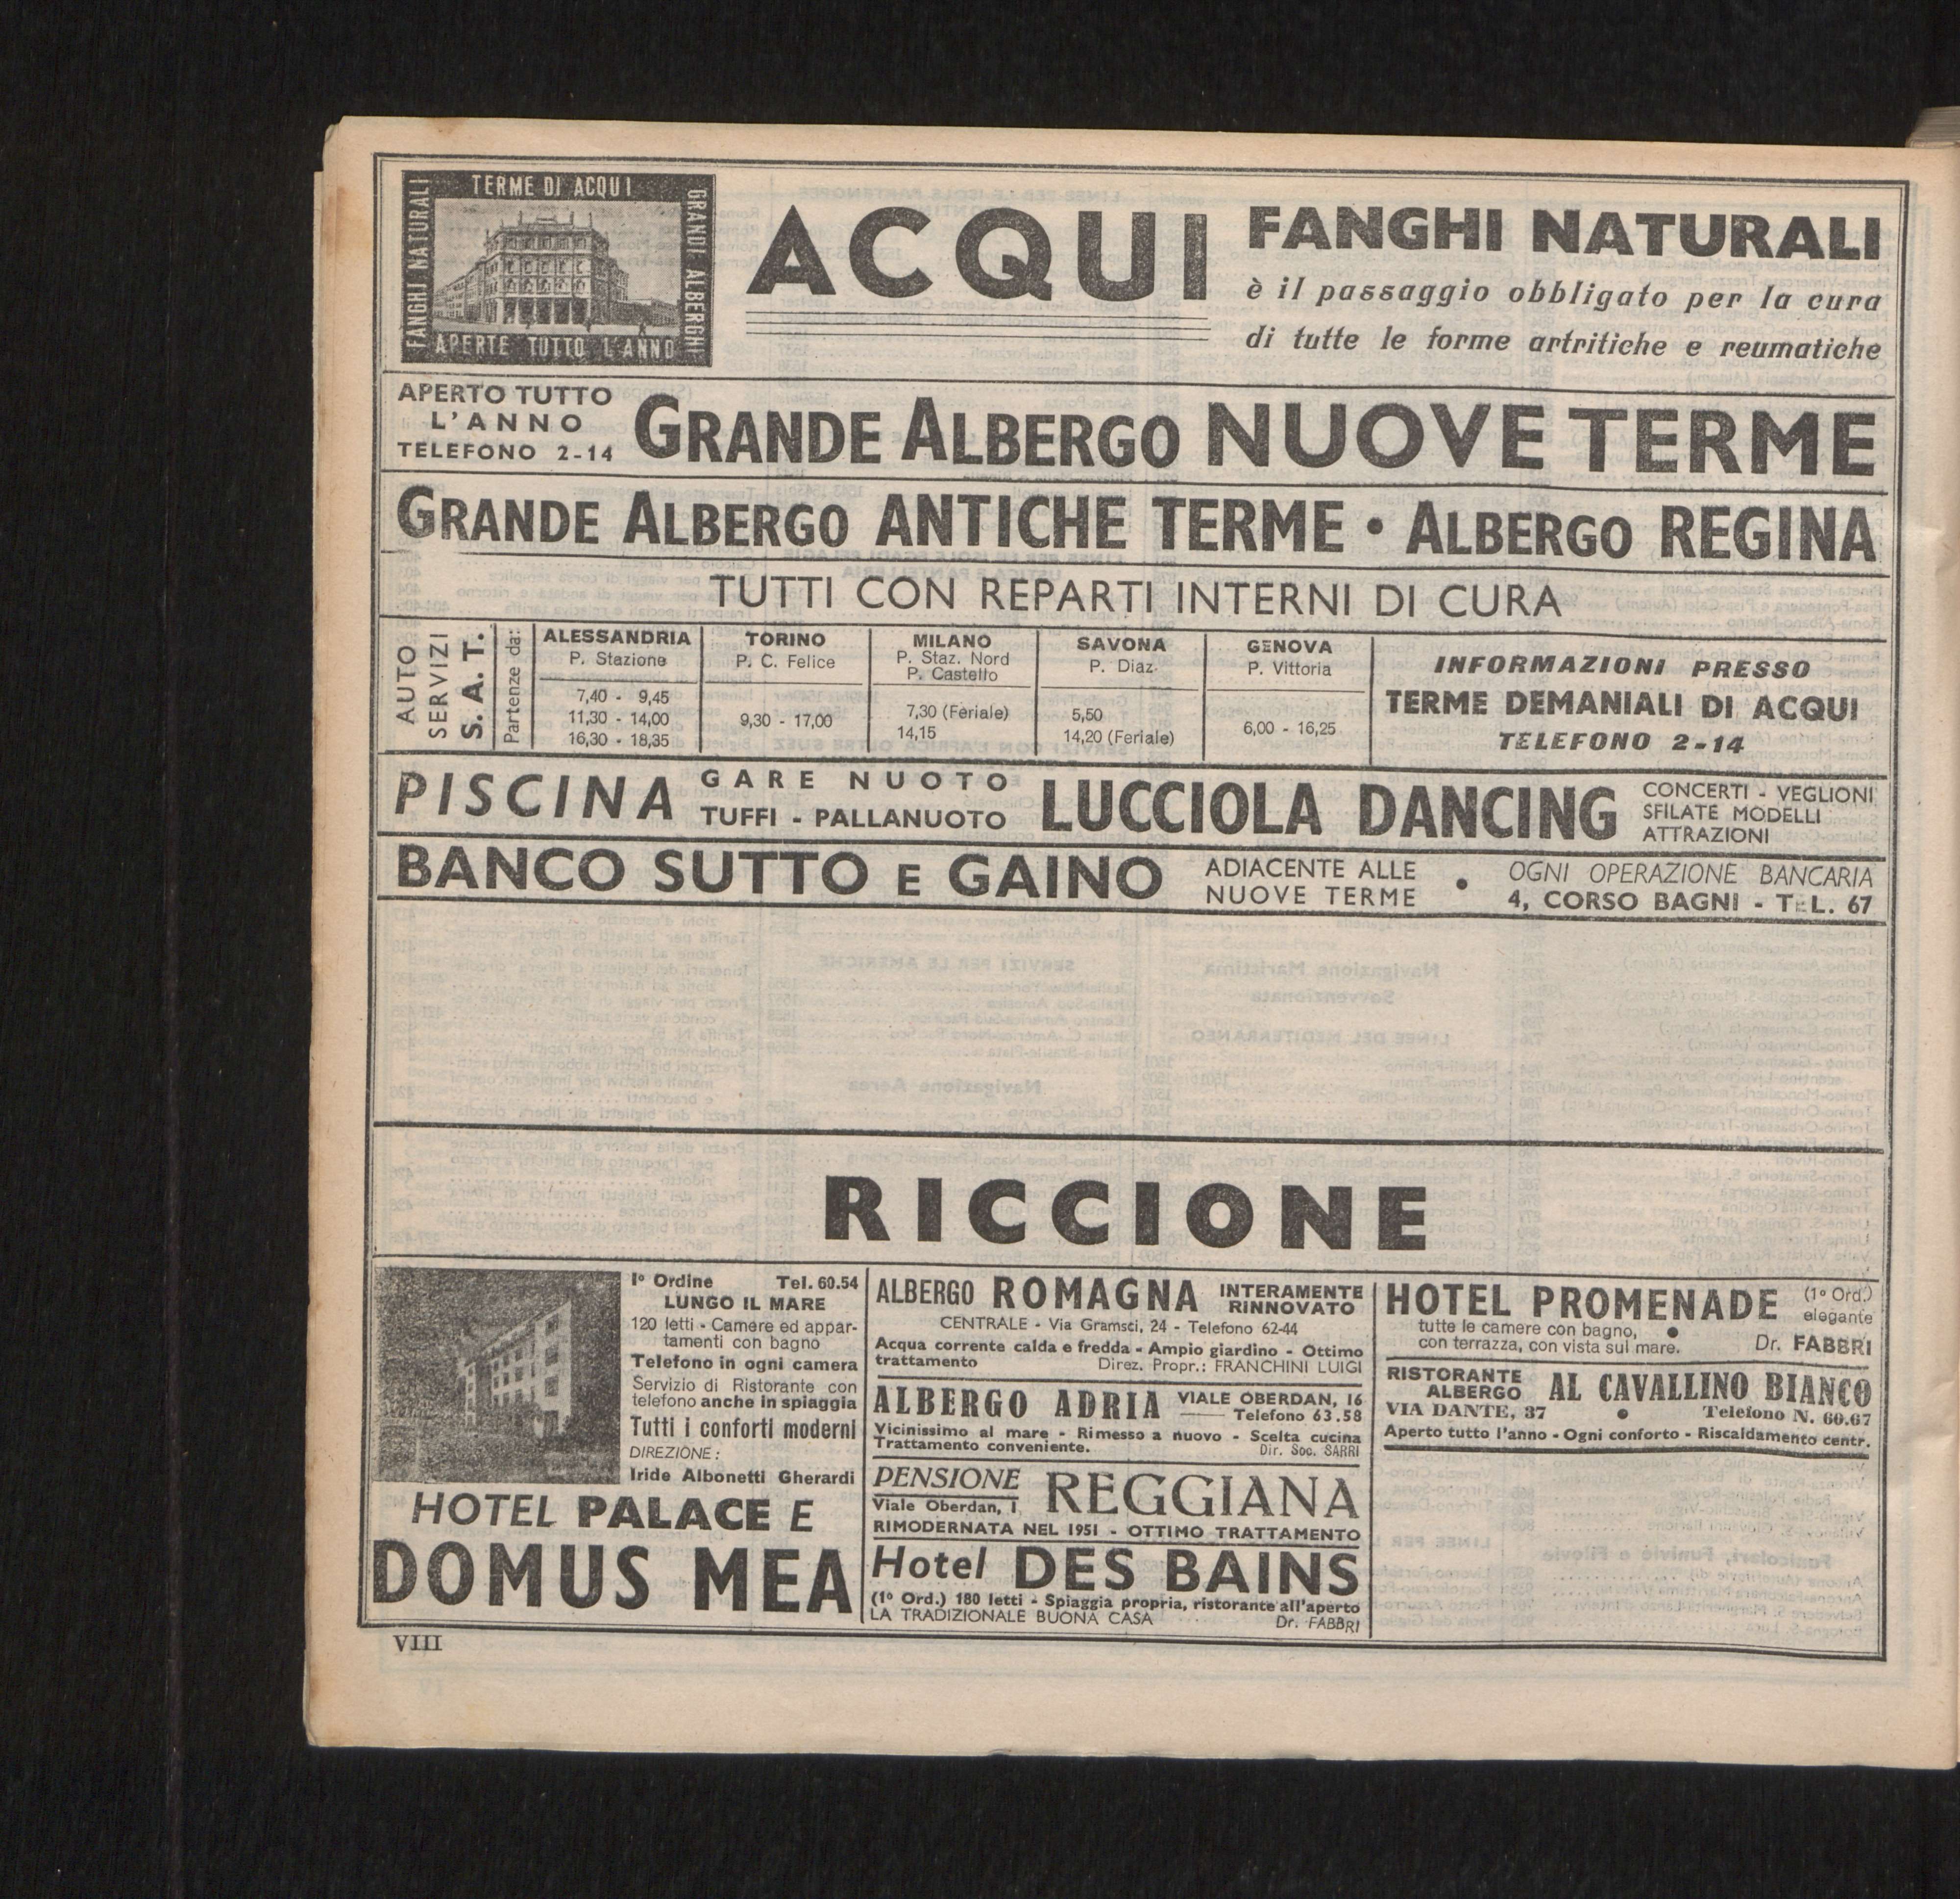 TERME DI ACQUI
FANGHI NATURALI
GRANDI ALBERGHI
APERTE TUTTO L'ANNO
ACQUI
FANGHI NATURALI
è il passaggio obbligato per la cura
di tutte le forme artritiche e reumatiche
APERTO TUTTO
L'ANNO
TELEFONO 2-14
GRANDE ALBERGO NUOVE TERME
GRANDE ALBERGO ANTICHE TERME • ALBERGO REGINA
TUTTI CON REPARTI INTERNI DI CURA
AUTO
SERVIZI
S. A. T.
Partenze da:
ALESSANDRIA
P. Stazione
7,40 - 9,45
11,30 - 14,00
16,30 - 18,35
TORINO
P. C. Felice
9,30 - 17,00
MILANO
P. Staz. Nord
P. Castello
7,30 (Feriale)
14,15
SAVONA
P. Diaz
5,50
14,20 (Feriale)
GENOVA
P. Vittoria
6,00 - 16,25
INFORMAZIONI PRESSO
TERME DEMANIALI DI ACQUI
TELEFONO 2-14
PISCINA
GARE NUOTO
TUFFI - PALLANUOTO
LUCCIOLA DANCING
CONCERTI - VEGLIONI
SFILATE MODELLI
ATTRAZIONI
BANCO SUTTO E GAINO
ADIACENTE ALLE
NUOVE TERME
•
OGNI OPERAZIONE BANCARIA
4, CORSO BAGNI - TEL. 67
RICCIONE
Iº Ordine Tel. 60.54
LUNGO IL MARE
120 letti - Camere ed appar-
tamenti con bagno
Telefono in ogni camera
Servizio di Ristorante con
telefono anche in spiaggia
Tutti i conforti moderni
DIREZIONE:
Iride Albonetti Gherardi
HOTEL PALACE E
DOMUS MEA
ALBERGO ROMAGNA INTERAMENTE
RINNOVATO
CENTRALE - Via Gramsci, 24 - Telefono 62-44
Acqua corrente calda e fredda - Ampio giardino - Ottimo
trattamento Direz. Propr.: FRANCHINI LUIGI
ALBERGO ADRIA VIALE OBERDAN, 16
Telefono 63.58
Vicinissimo al mare - Rimesso a nuovo - Scelta cucina
Trattamento conveniente. Dir. Soc. SARRI
PENSIONE
Viale Oberdan, 1
REGGIANA
RIMODERNATA NEL 1951 - OTTIMO TRATTAMENTO
Hotel DES BAINS
(1º Ord.) 180 letti - Spiaggia propria, ristorante all'aperto
LA TRADIZIONALE BUONA CASA Dr. FABBRI
HOTEL PROMENADE (1º Ord.)
elegante
tutte le camere con bagno, •
con terrazza, con vista sul mare. Dr. FABBRI
RISTORANTE
ALBERGO
AL CAVALLINO BIANCO
VIA DANTE, 37 • Telefono N. 60.67
Aperto tutto l'anno - Ogni conforto - Riscaldamento centr.
VIII